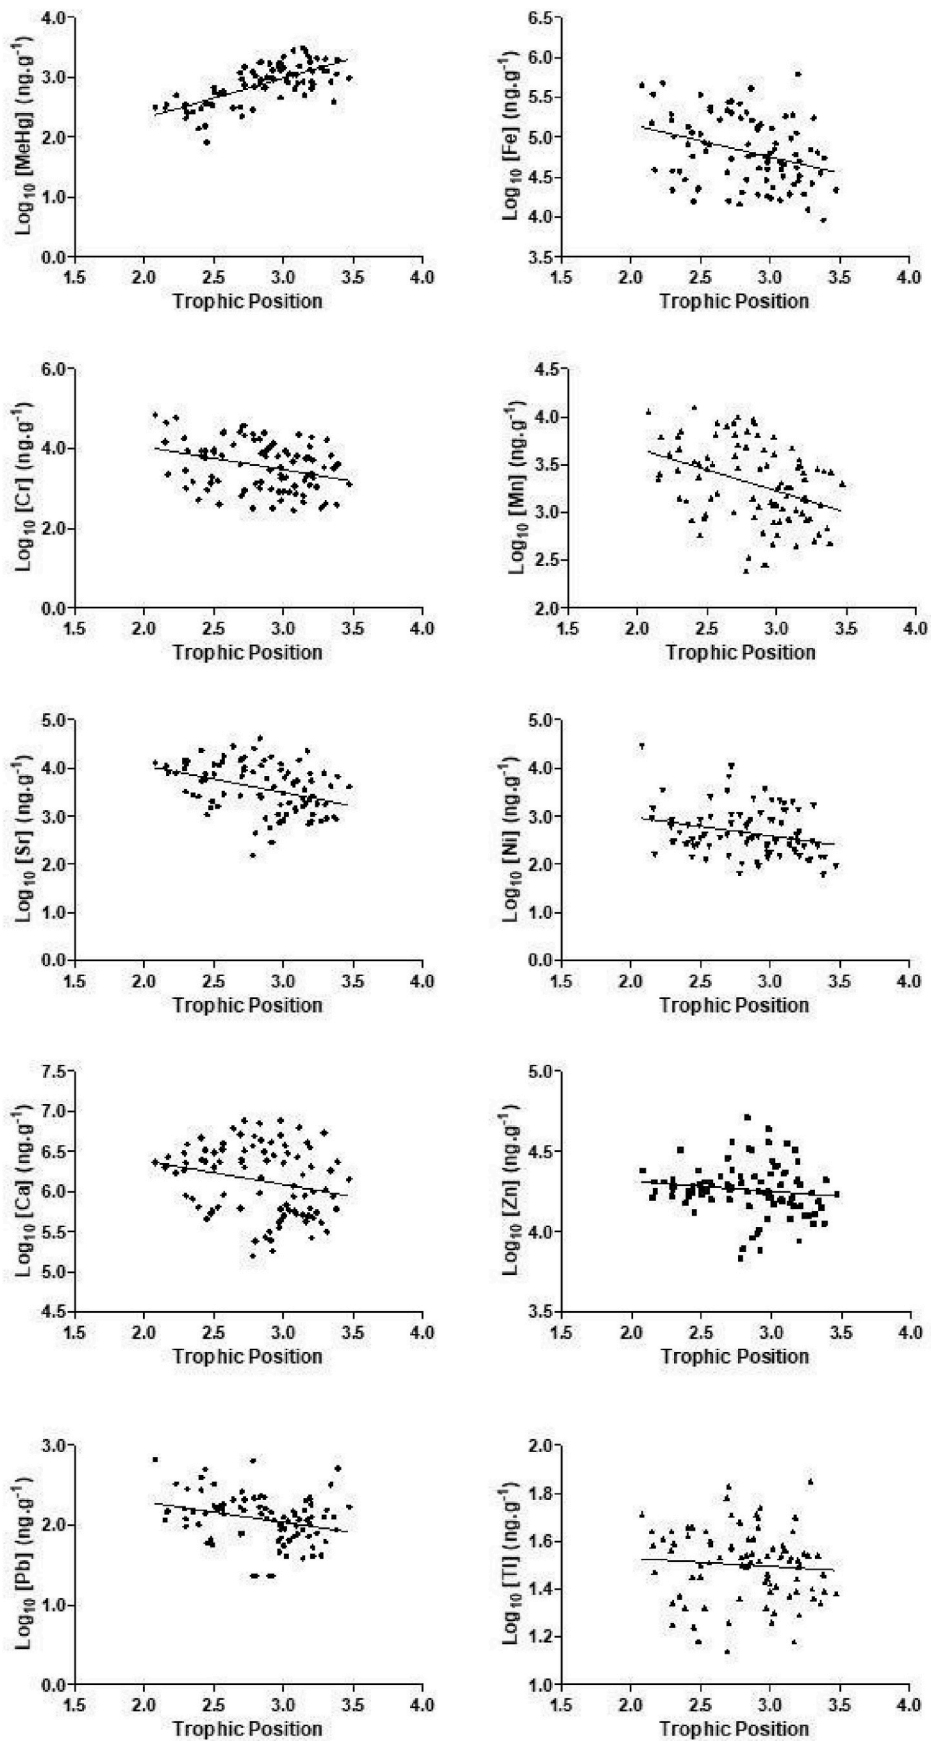 Log10 [MeHg] (ng.g-1)
4.0
3.0
2.0
1.0
0.0
1.5 2.0 2.5 3.0 3.5 4.0
Trophic Position
Log10 [Fe] (ng.g-1)
6.5
6.0
5.5
5.0
4.5
4.0
3.5
1.5 2.0 2.5 3.0 3.5 4.0
Trophic Position
Log10 [Cr] (ng.g-1)
6.0
4.0
2.0
0.0
1.5 2.0 2.5 3.0 3.5 4.0
Trophic Position
Log10 [Mn] (ng.g-1)
4.5
4.0
3.5
3.0
2.5
2.0
1.5 2.0 2.5 3.0 3.5 4.0
Trophic Position
Log10 [Sr] (ng.g-1)
5.0
4.0
3.0
2.0
1.0
0.0
1.5 2.0 2.5 3.0 3.5 4.0
Trophic Position
Log10 [Ni] (ng.g-1)
5.0
4.0
3.0
2.0
1.0
0.0
1.5 2.0 2.5 3.0 3.5 4.0
Trophic Position
Log10 [Ca] (ng.g-1)
7.5
7.0
6.5
6.0
5.5
5.0
4.5
1.5 2.0 2.5 3.0 3.5 4.0
Trophic Position
Log10 [Zn] (ng.g-1)
5.0
4.5
4.0
3.5
1.5 2.0 2.5 3.0 3.5 4.0
Trophic Position
Log10 [Pb] (ng.g-1)
3.0
2.0
1.0
0.0
1.5 2.0 2.5 3.0 3.5 4.0
Trophic Position
Log10 [Tl] (ng.g-1)
2.0
1.8
1.6
1.4
1.2
1.0
1.5 2.0 2.5 3.0 3.5 4.0
Trophic Position